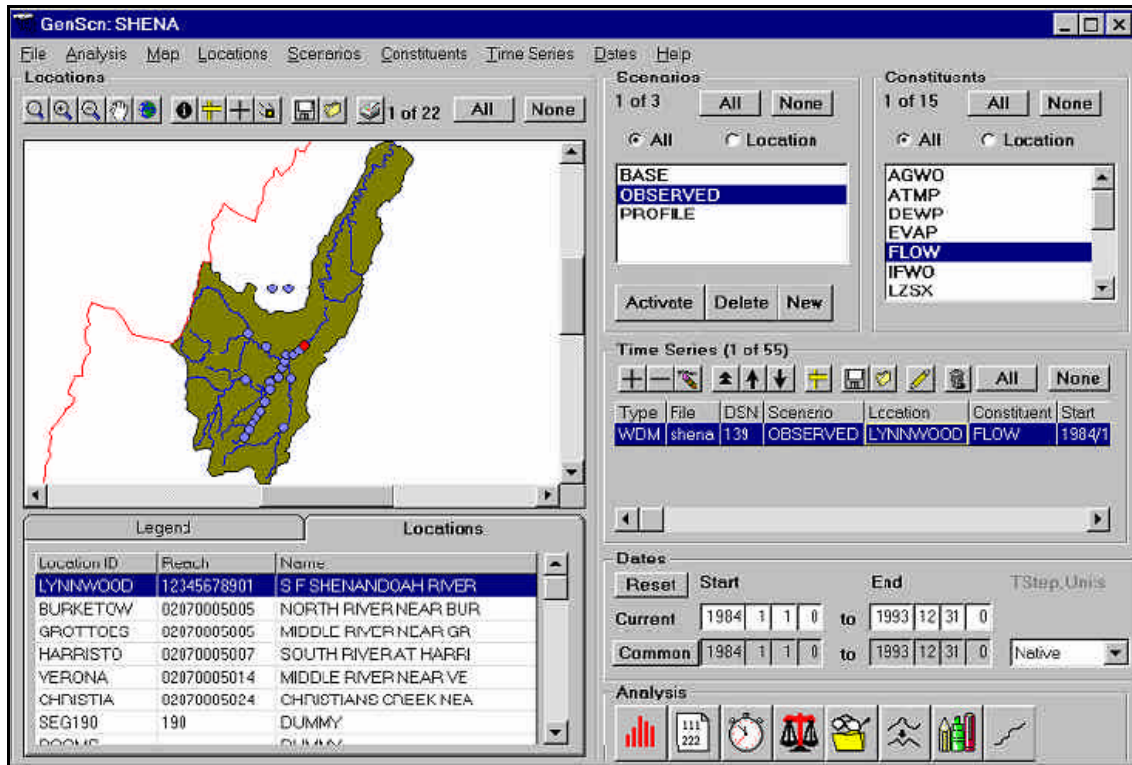 GenScn: SHENA
File Analysis Map Locations Scenarios Constituents Time Series Dates Help
Locations
1 of 22 All None
Legend
Locations
Location ID Reach Name
LYNNWOOD 12345678901 S F SHENANDOAH RIVER
BURKETOW 02070005005 NORTH RIVER NEAR BUR
GROTTOES 02070005005 MIDDLE RIVER NEAR GR
HARRISTO 02070005007 SOUTH RIVER AT HARRI
VERONA 02070005014 MIDDLE RIVER NEAR VE
CHRISTIA 02070005024 CHRISTIANS CREEK NEA
SEG190 190 DUMMY
DUMMY
Scenarios
1 of 3 All None
All Location
BASE
OBSERVED
PROFILE
Activate Delete New
Constituents
1 of 15 All None
All Location
AGWO
ATMP
DEWP
EVAP
FLOW
IFWO
LZSX
Time Series (1 of 55)
All None
Type File DSN Scenario Location Constituent Start
WDM shena 139 OBSERVED LYNNWOOD FLOW 1984/1
Dates
Reset Start End TStep,Units
Current 1984 1 1 0 to 1993 12 31 0
Common 1984 1 1 0 to 1993 12 31 0 Native
Analysis
111
222